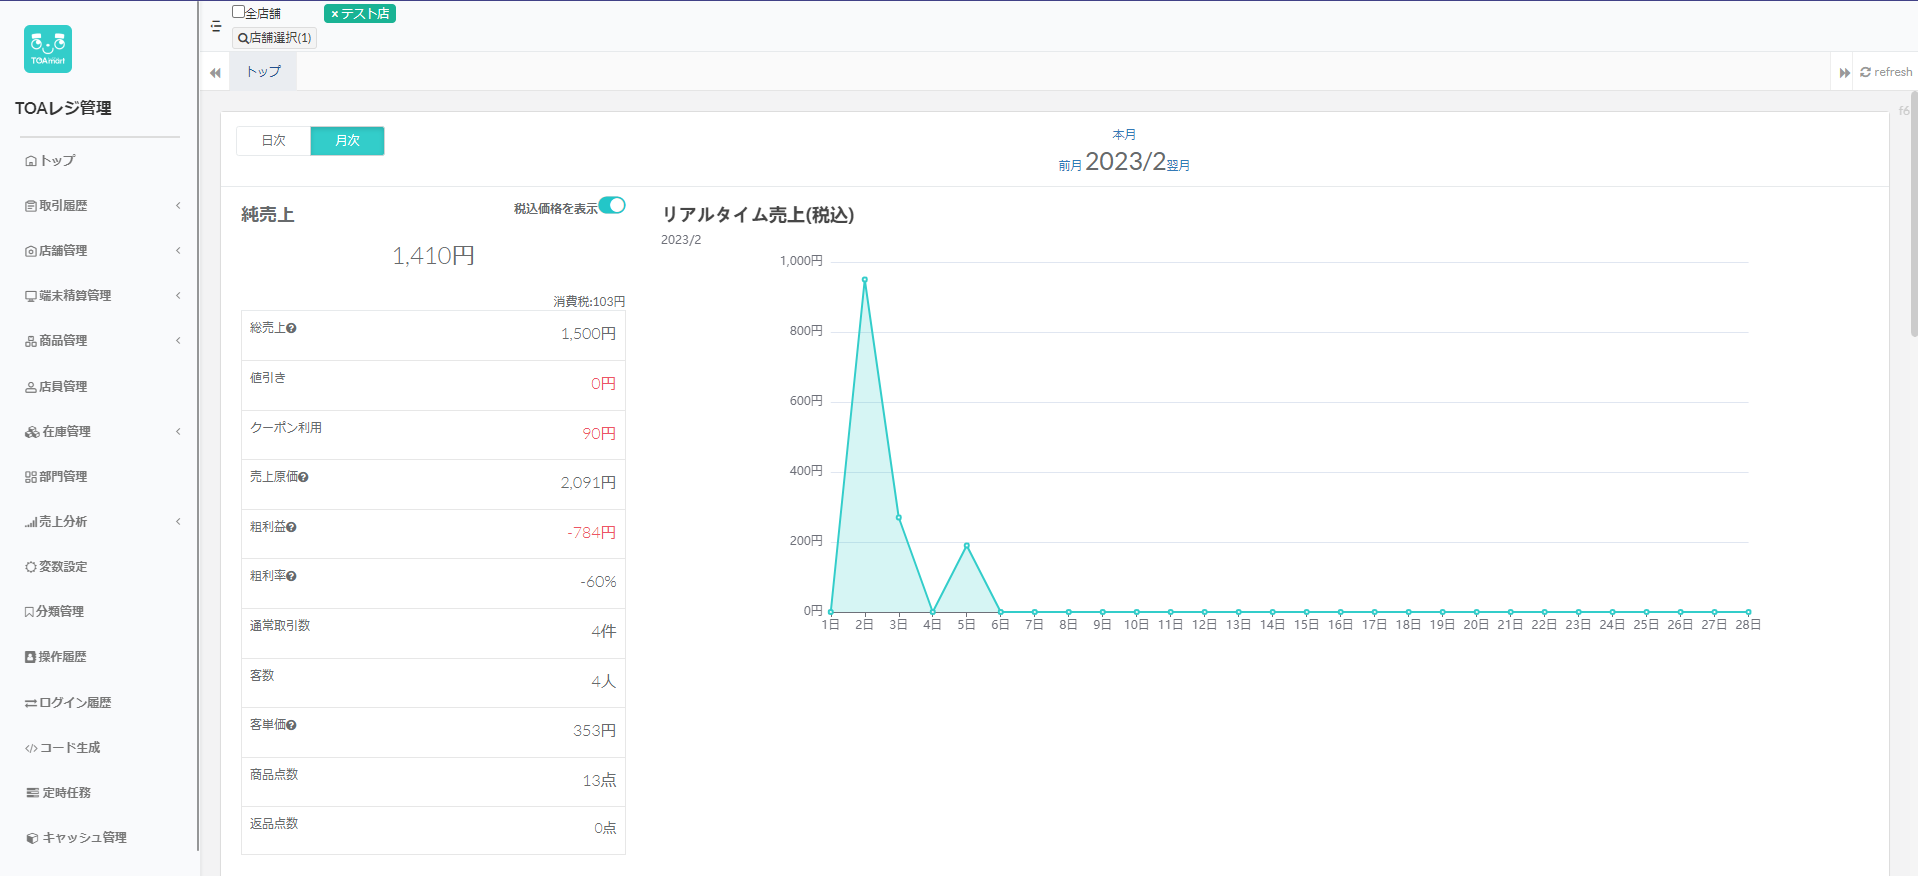 TOAmart
TOAレジ管理
トップ
取引履歴
店舗管理
端末精算管理
商品管理
店員管理
在庫管理
部門管理
売上分析
変数設定
分類管理
操作履歴
ログイン履歴
コード生成
定時任務
キャッシュ管理
全店舗
× テスト店
店舗選択(1)
トップ
refresh
f6
日次
月次
本月
前月 2023/2 翌月
純売上
税込価格を表示
1,410円
消費税:103円
総売上
1,500円
値引き
0円
クーポン利用
90円
売上原価
2,091円
粗利益
-784円
粗利率
-60%
通常取引数
4件
客数
4人
客単価
353円
商品点数
13点
返品点数
0点
リアルタイム売上(税込)
2023/2
1,000円
800円
600円
400円
200円
0円
1日 2日 3日 4日 5日 6日 7日 8日 9日 10日 11日 12日 13日 14日 15日 16日 17日 18日 19日 20日 21日 22日 23日 24日 25日 26日 27日 28日